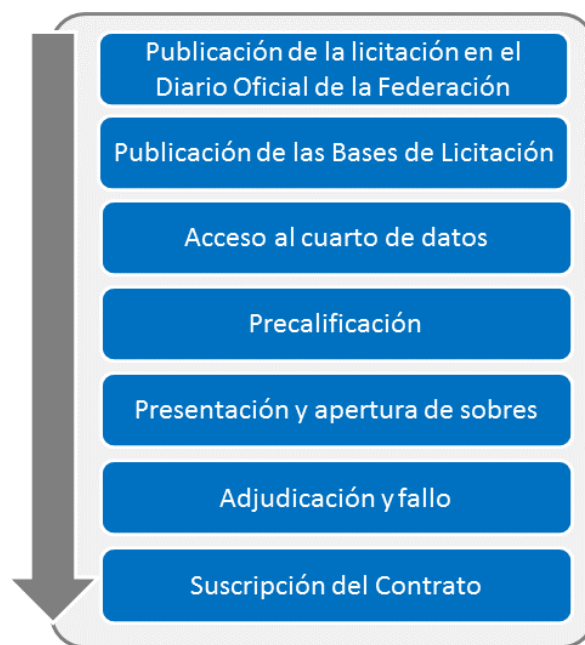 Publicación de la licitación en el
Diario Oficial de la Federación
Publicación de las Bases de Licitación
Acceso al cuarto de datos
Precalificación
Presentación y apertura de sobres
Adjudicación y fallo
Suscripción del Contrato